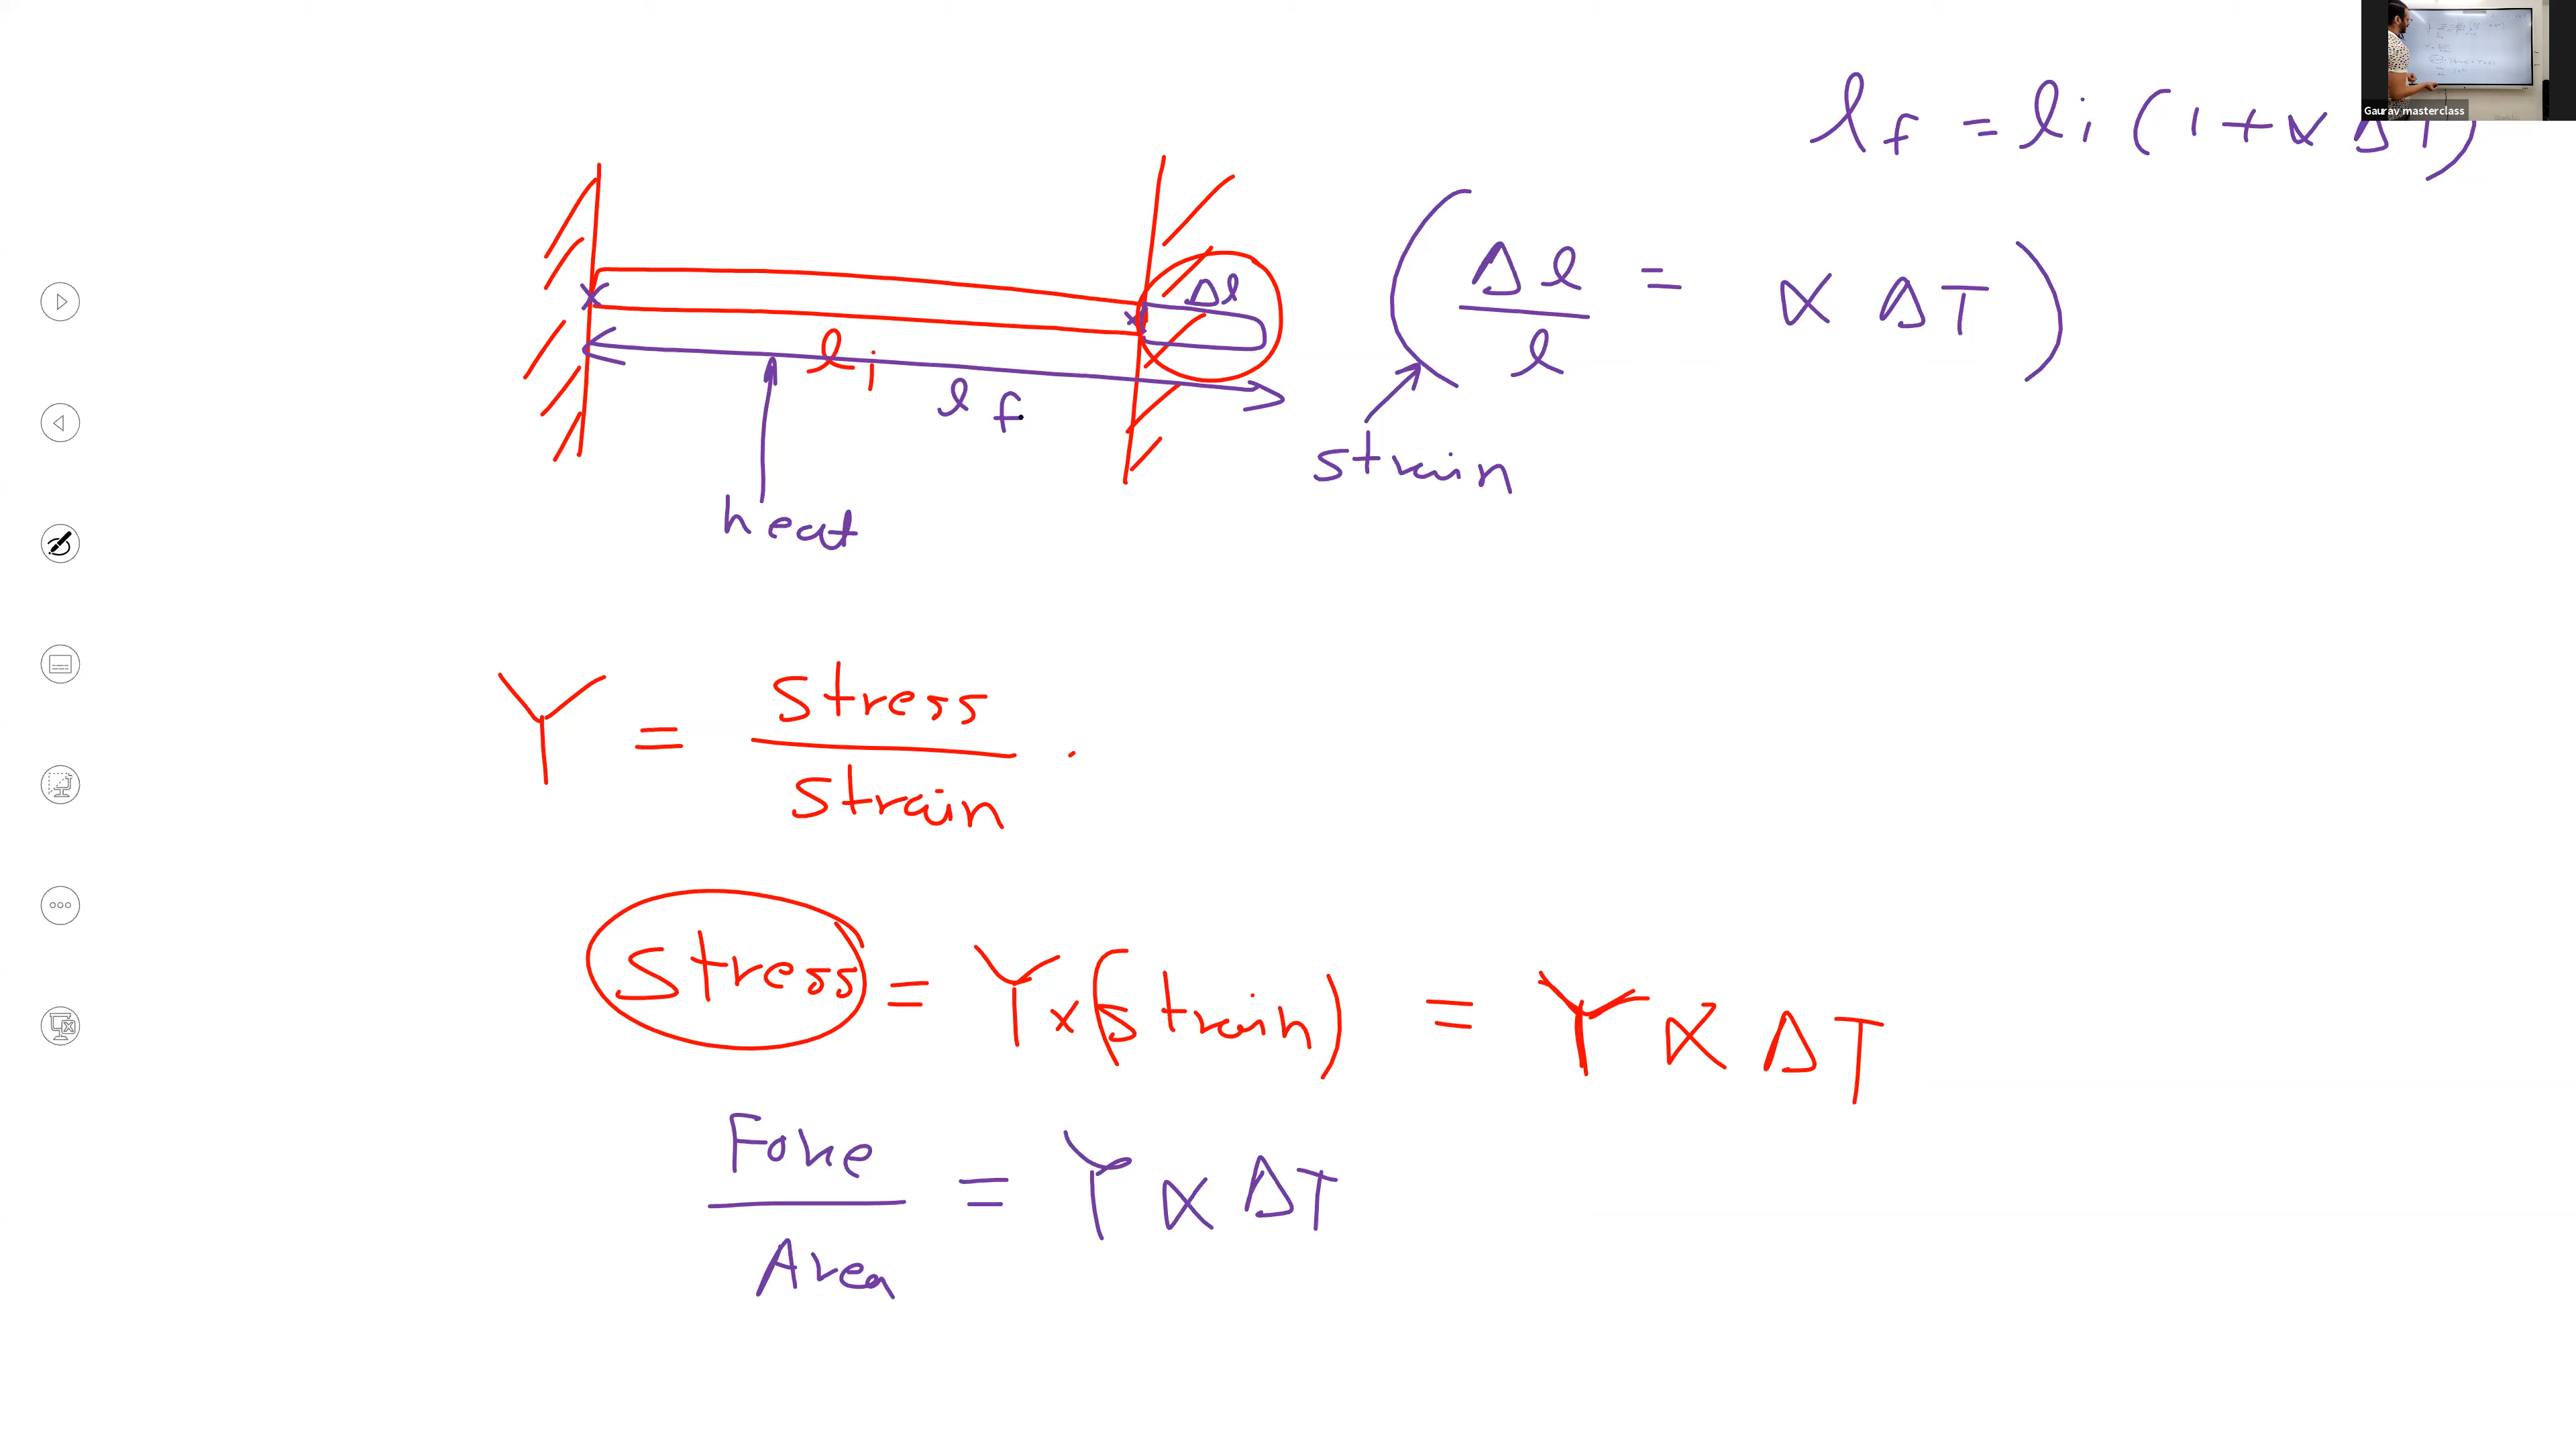 Gaurav masterclass
lf = li (1 + α ΔT)
Δl
Δl / l = α ΔT
li
lf
strain
heat
Y = stress / strain .
stress = Y x (strain) = Y α ΔT
Force / Area = Y α ΔT